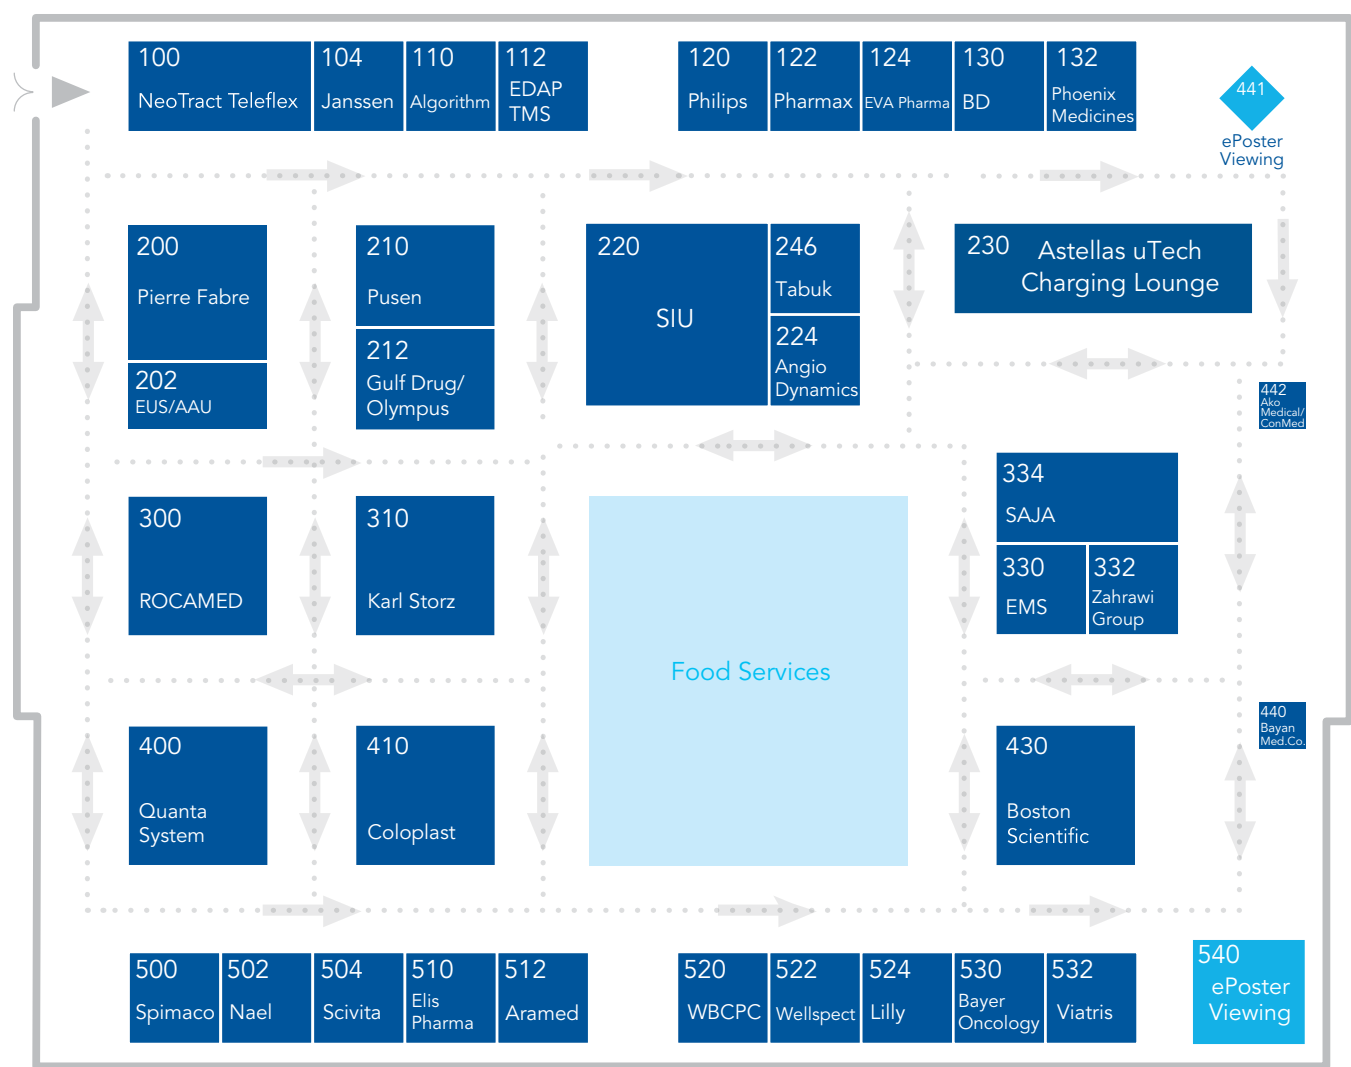 100
NeoTract Teleflex
104
Janssen
110
Algorithm
112
EDAP
TMS
120
Philips
122
Pharmax
124
EVA Pharma
130
BD
132
Phoenix
Medicines
441
ePoster
Viewing
200
Pierre Fabre
202
EUS/AAU
210
Pusen
212
Gulf Drug/
Olympus
220
SIU
246
Tabuk
224
Angio
Dynamics
230
Astellas uTech
Charging Lounge
442
Ako
Medical/
ConMed
300
ROCAMED
310
Karl Storz
Food Services
334
SAJA
330
EMS
332
Zahrawi
Group
440
Bayan
Med.Co.
400
Quanta
System
410
Coloplast
430
Boston
Scientific
500
Spimaco
502
Nael
504
Scivita
510
Elis
Pharma
512
Aramed
520
WBCPC
522
Wellspect
524
Lilly
530
Bayer
Oncology
532
Viatris
540
ePoster
Viewing